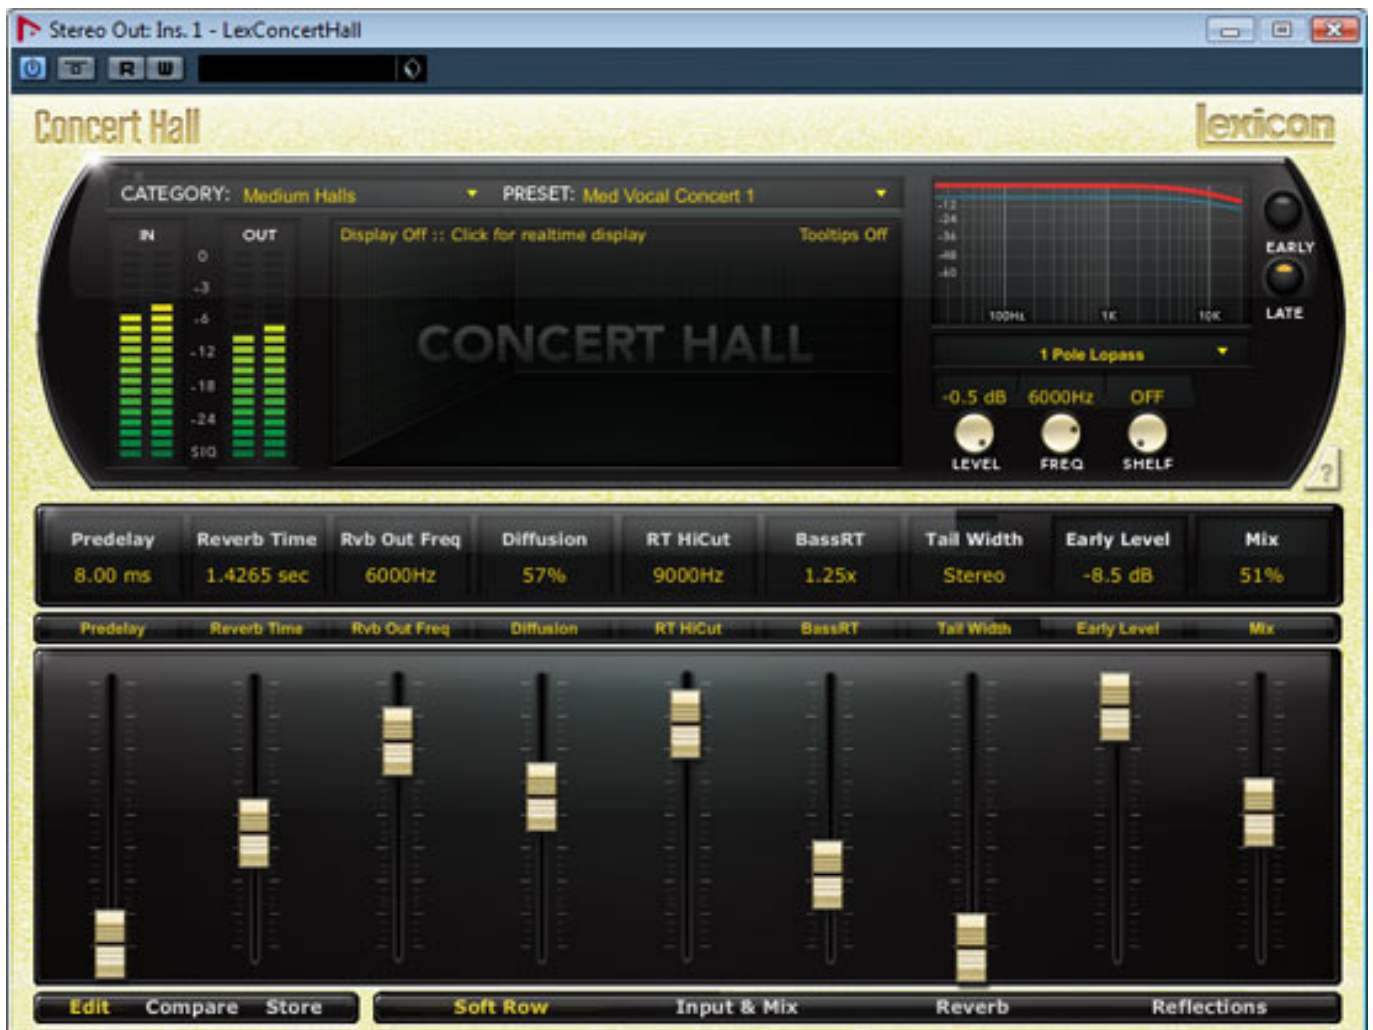 Stereo Out: Ins. 1 - LexConcertHall
R W
Concert Hall
lexicon
CATEGORY: Medium Halls PRESET: Med Vocal Concert 1
IN OUT
Display Off :: Click for realtime display Tooltips Off
CONCERT HALL
0
-3
-6
-12
-18
-24
SIG
-12
-24
-36
-48
-60
100Hz 1K 10K
EARLY
LATE
1 Pole Lopass
-0.5 dB 6000Hz OFF
LEVEL FREQ SHELF
?
Predelay Reverb Time Rvb Out Freq Diffusion RT HiCut BassRT Tail Width Early Level Mix
8.00 ms 1.4265 sec 6000Hz 57% 9000Hz 1.25x Stereo -8.5 dB 51%
Predelay Reverb Time Rvb Out Freq Diffusion RT HiCut BassRT Tail Width Early Level Mix
Edit Compare Store Soft Row Input & Mix Reverb Reflections